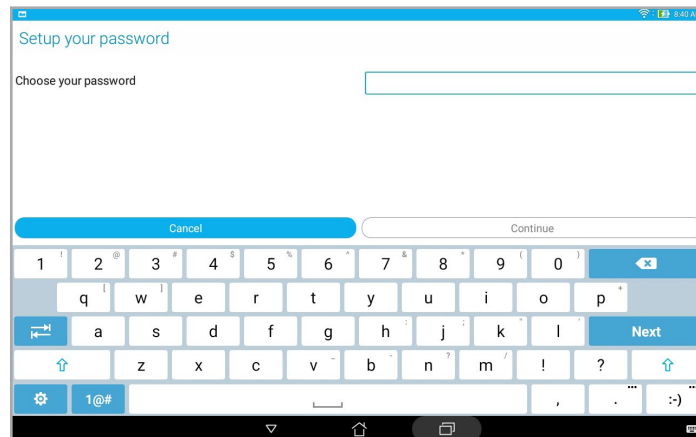 8:40 A
Setup your password
Choose your password
Cancel Continue
1 ! 2 @ 3 # 4 $ 5 % 6 ^ 7 & 8 * 9 ( 0 )
q [ w ] e r t y u i o p +
a s d f g h : j ; k " l ' Next
z x c v - b n ? m / ! ?
1@# , . ... :-) ...